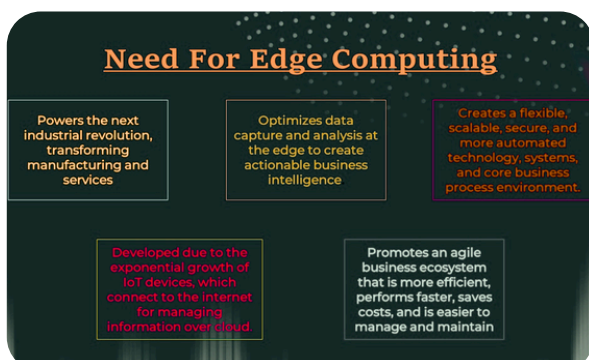 Need For Edge Computing
Powers the next
industrial revolution,
transforming
manufacturing and
services
Optimizes data
capture and analysis at
the edge to create
actionable business
intelligence
Creates a flexible,
scalable, secure, and
more automated
technology, systems,
and core business
process environment.
Developed due to the
exponential growth of
IoT devices, which
connect to the internet
for managing
information over cloud
Promotes an agile
business ecosystem
that is more efficient,
performs faster, saves
costs, and is easier to
manage and maintain